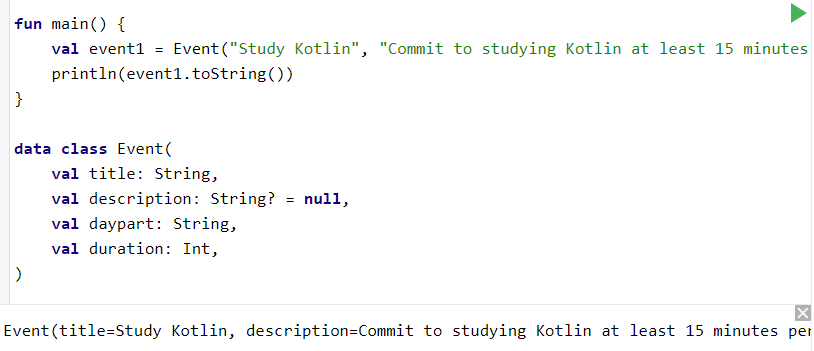 fun main() {
    val event1 = Event("Study Kotlin", "Commit to studying Kotlin at least 15 minutes
    println(event1.toString())
}
data class Event(
    val title: String,
    val description: String? = null,
    val daypart: String,
    val duration: Int,
)
Event(title=Study Kotlin, description=Commit to studying Kotlin at least 15 minutes per